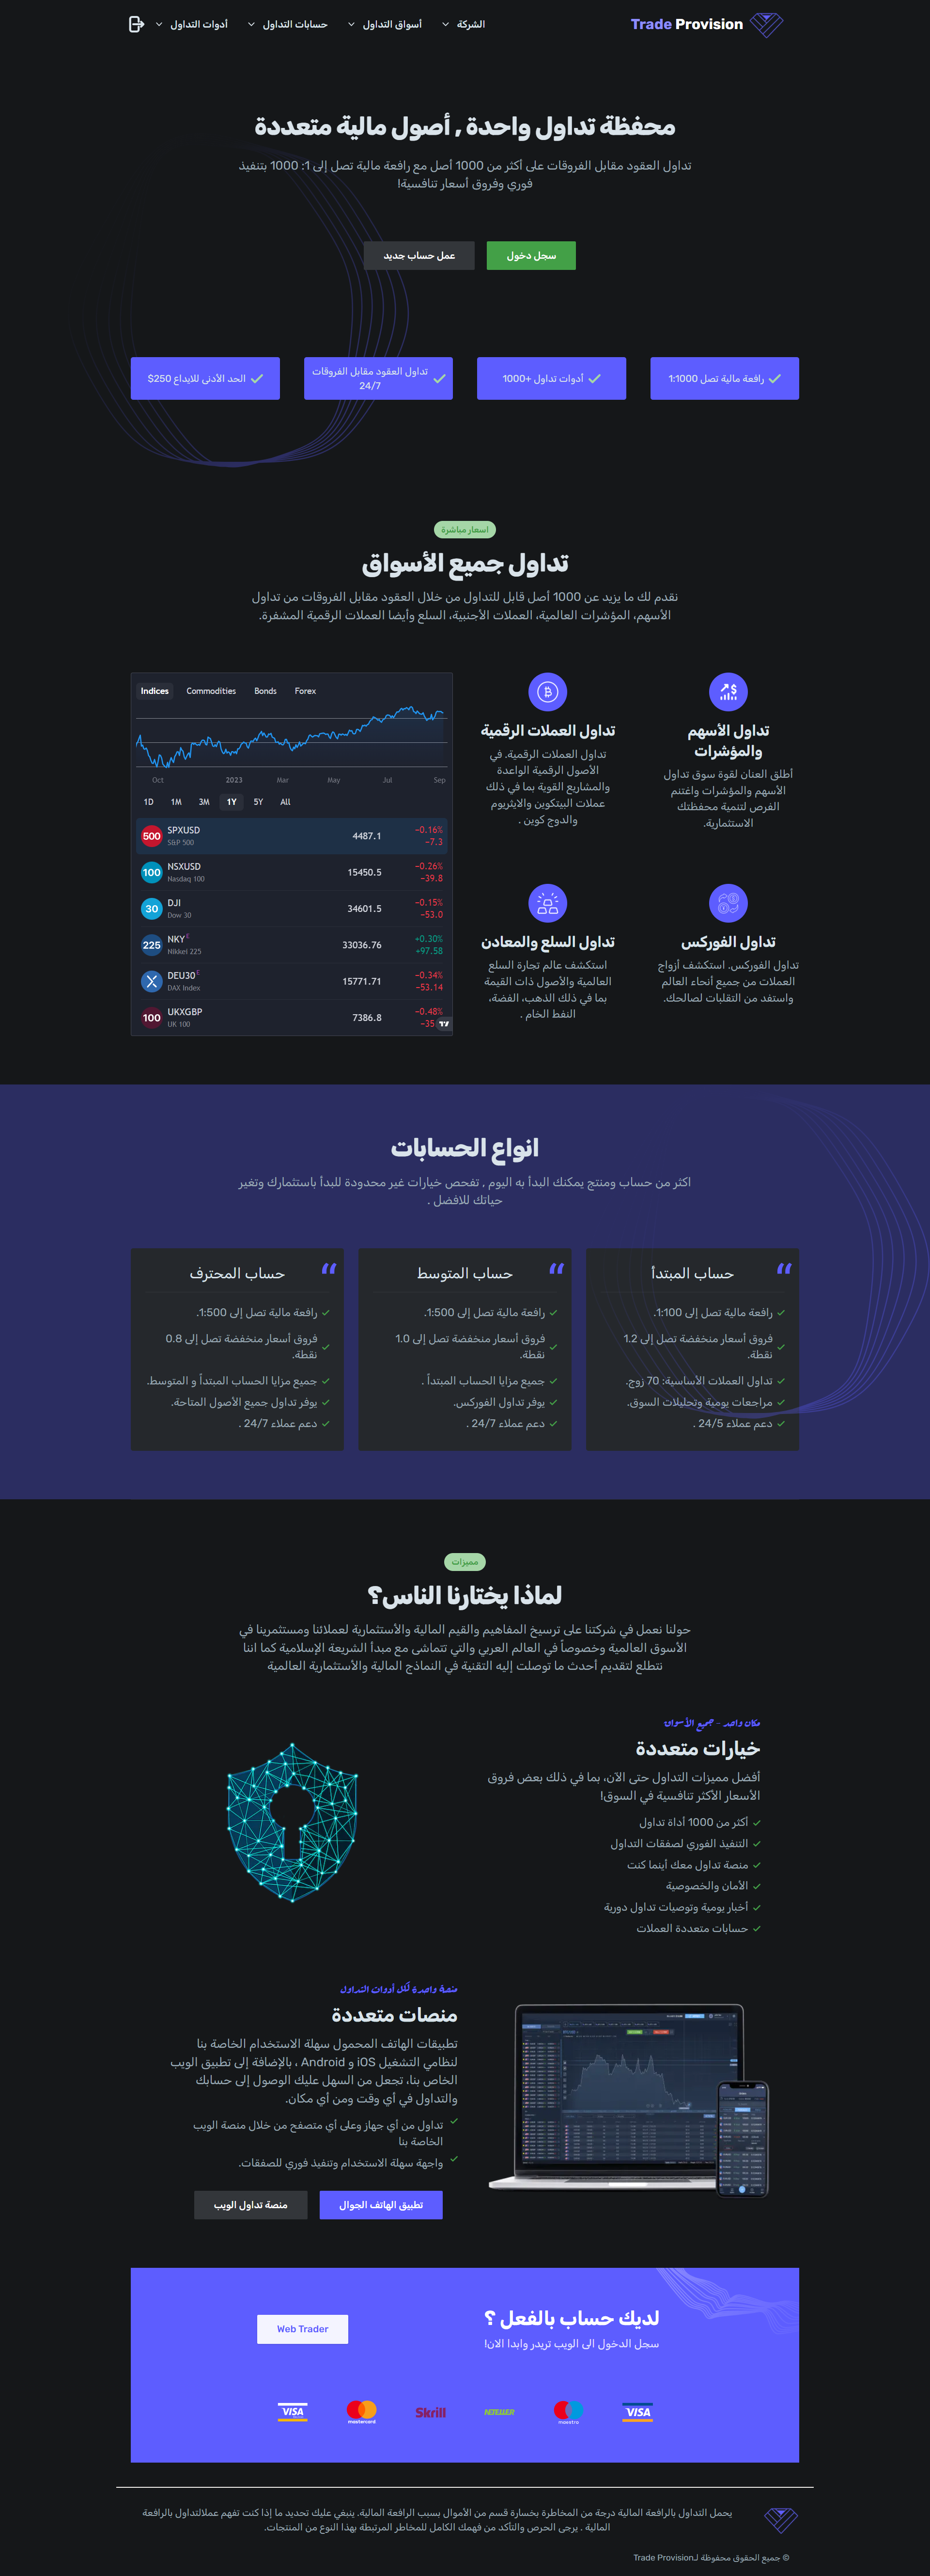 Trade Provision
الشركة
أسواق التداول
حسابات التداول
أدوات التداول
محفظة تداول واحدة , أصول مالية متعددة
تداول العقود مقابل الفروقات على أكثر من 1000 أصل مع رافعة مالية تصل إلى 1: 1000 بتنفيذ
فوري وفروق أسعار تنافسية!
سجل دخول
عمل حساب جديد
رافعة مالية تصل 1:1000
أدوات تداول +1000
تداول العقود مقابل الفروقات
24/7
الحد الأدنى للايداع 250$
اسعار مباشرة
تداول جميع الأسواق
نقدم لك ما يزيد عن 1000 أصل قابل للتداول من خلال العقود مقابل الفروقات من تداول
الأسهم، المؤشرات العالمية، العملات الأجنبية، السلع وأيضا العملات الرقمية المشفرة.
تداول الأسهم
والمؤشرات
أطلق العنان لقوة سوق تداول
الأسهم والمؤشرات واغتنم
الفرص لتنمية محفظتك
الاستثمارية.
تداول العملات الرقمية
تداول العملات الرقمية. في
الأصول الرقمية الواعدة
والمشاريع القوية بما في ذلك
عملات البيتكوين والايثريوم
والدوج كوين .
تداول الفوركس
تداول الفوركس. استكشف أزواج
العملات من جميع أنحاء العالم
واستفد من التقلبات لصالحك.
تداول السلع والمعادن
استكشف عالم تجارة السلع
العالمية والأصول ذات القيمة
بما في ذلك الذهب، الفضة،
النفط الخام .
Indices Commodities Bonds Forex
Oct 2023 Mar May Jul Sep
1D 1M 3M 1Y 5Y All
500 SPXUSD 4487.1 −0.16%
S&P 500 −7.3
100 NSXUSD 15450.5 −0.26%
Nasdaq 100 −39.8
30 DJI 34601.5 −0.15%
Dow 30 −53.0
225 NKY E 33036.76 +0.30%
Nikkei 225 +97.58
DEU30 E 15771.71 −0.34%
DAX Index −53.14
100 UKXGBP 7386.8 −0.48%
UK 100 −35
انواع الحسابات
اكثر من حساب ومنتج يمكنك البدأ به اليوم , تفحص خيارات غير محدودة للبدأ باستثمارك وتغير
حياتك للافضل .
حساب المبتدأ
رافعة مالية تصل إلى 1:100.
فروق أسعار منخفضة تصل إلى 1.2
نقطة.
تداول العملات الأساسية: 70 زوج.
مراجعات يومية وتحليلات السوق.
دعم عملاء 24/5 .
حساب المتوسط
رافعة مالية تصل إلى 1:500.
فروق أسعار منخفضة تصل إلى 1.0
نقطة.
جميع مزايا الحساب المبتدأ .
يوفر تداول الفوركس.
دعم عملاء 24/7 .
حساب المحترف
رافعة مالية تصل إلى 1:500.
فروق أسعار منخفضة تصل إلى 0.8
نقطة.
جميع مزايا الحساب المبتدأ و المتوسط.
يوفر تداول جميع الأصول المتاحة.
دعم عملاء 24/7 .
مميزات
لماذا يختارنا الناس؟
حولنا نعمل في شركتنا على ترسيخ المفاهيم والقيم المالية والأستثمارية لعملائنا ومستثمرينا في
الأسوق العالمية وخصوصاً في العالم العربي والتي تتماشى مع مبدأ الشريعة الإسلامية كما اننا
نتطلع لتقديم أحدث ما توصلت إليه التقنية في النماذج المالية والأستثمارية العالمية
مكان واحد - جميع الأسواق
خيارات متعددة
أفضل مميزات التداول حتى الآن، بما في ذلك بعض فروق
الأسعار الأكثر تنافسية في السوق!
أكثر من 1000 أداة تداول
التنفيذ الفوري لصفقات التداول
منصة تداول معك أينما كنت
الأمان والخصوصية
أخبار يومية وتوصيات تداول دورية
حسابات متعددة العملات
منصة واحدة لكل أدوات التداول
منصات متعددة
تطبيقات الهاتف المحمول سهلة الاستخدام الخاصة بنا
لنظامي التشغيل iOS و Android ، بالإضافة إلى تطبيق الويب
الخاص بنا، تجعل من السهل عليك الوصول إلى حسابك
والتداول في أي وقت ومن أي مكان.
تداول من أي جهاز وعلى أي متصفح من خلال منصة الويب
الخاصة بنا
واجهة سهلة الاستخدام وتنفيذ فوري للصفقات.
تطبيق الهاتف الجوال
منصة تداول الويب
لديك حساب بالفعل ؟
سجل الدخول الى الويب تريدر وابدا الان!
Web Trader
VISA
maestro
NETELLER
Skrill
mastercard
VISA
يحمل التداول بالرافعة المالية درجة من المخاطرة بخسارة قسم من الأموال بسبب الرافعة المالية. ينبغي عليك تحديد ما إذا كنت تفهم عملالتداول بالرافعة
المالية . يرجى الحرص والتأكد من فهمك الكامل للمخاطر المرتبطة بهذا النوع من المنتجات.
© جميع الحقوق محفوظة لـTrade Provision